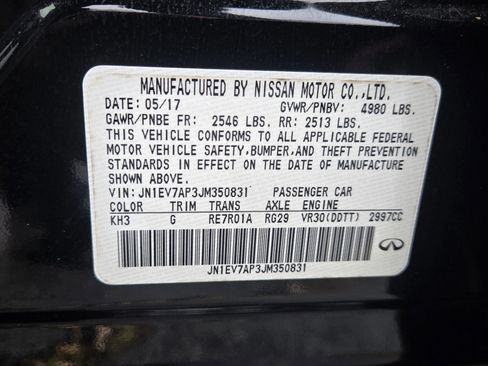 MANUFACTURED BY NISSAN MOTOR CO.,LTD.
DATE: 05/17 GVWR/PNBV: 4980 LBS.
GAWR/PNBE FR: 2546 LBS. RR: 2513 LBS.
THIS VEHICLE CONFORMS TO ALL APPLICABLE FEDERAL
MOTOR VEHICLE SAFETY,BUMPER,AND THEFT PREVENTION
STANDARDS IN EFFECT ON THE DATE OF MANUFACTURE
SHOWN ABOVE.
VIN: JN1EV7AP3JM350831 PASSENGER CAR
COLOR TRIM TRANS AXLE ENGINE
KH3 G RE7R01A RG29 VR30(DDTT) 2997CC
JN1EV7AP3JM350831